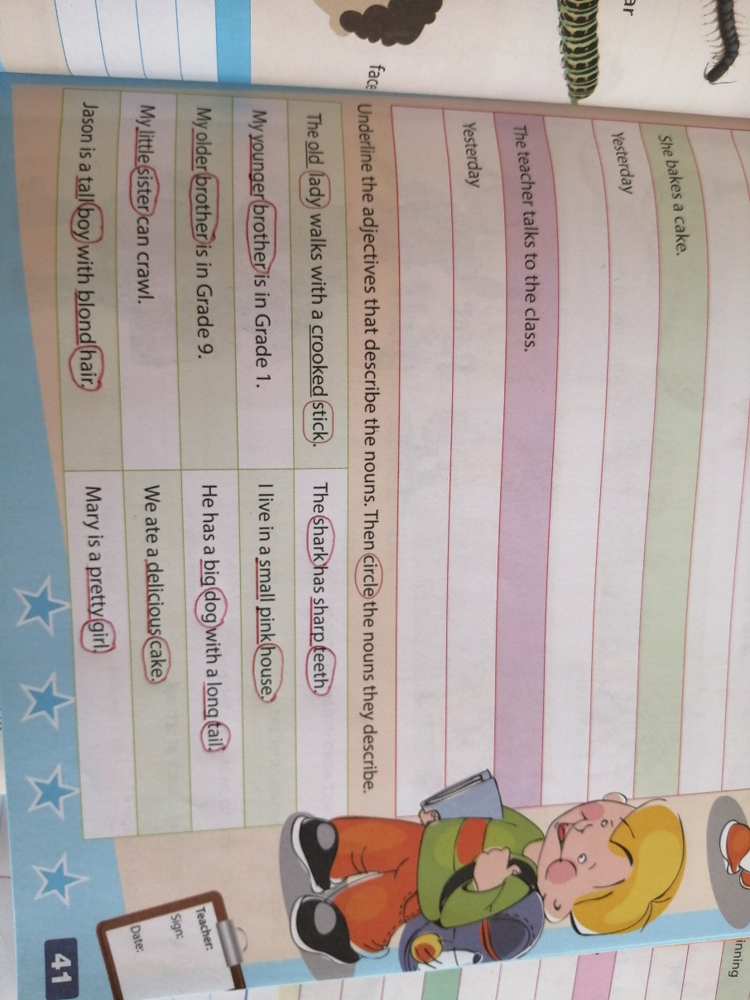 ar
face
She bakes a cake.
Yesterday
The teacher talks to the class.
Yesterday
Underline the adjectives that describe the nouns. Then circle the nouns they describe.
The old lady walks with a crooked stick.
The shark has sharp teeth.
My younger brother is in Grade 1.
I live in a small pink house.
My older brother is in Grade 9.
He has a big dog with a long tail.
My little sister can crawl.
We ate a delicious cake.
Jason is a tall boy with blond hair.
Mary is a pretty girl.
Teacher:
Sign:
Date:
41
inning